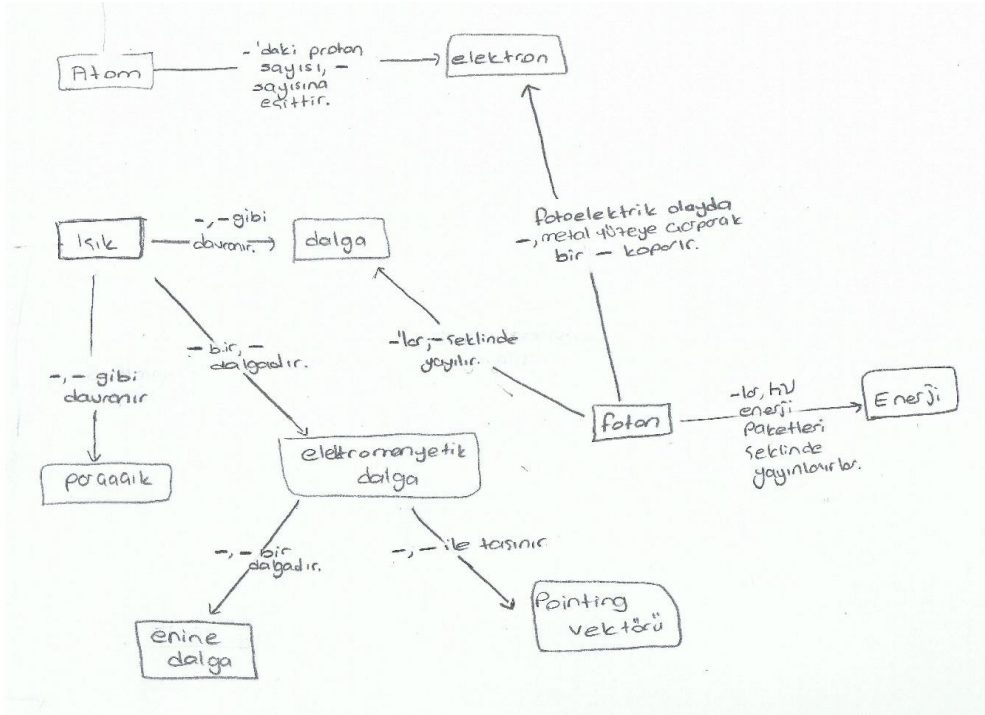 Atom
-'daki proton
sayısı, -
sayısına
eşittir.
elektron
fotoelektrik olayda
-, metal yüzeye çarparak
bir - koparır.
Işık
-, - gibi
davranır.
dalga
-'lar, - şeklinde
yayılır.
- bir, -
dalgadır.
-, - gibi
davranır
foton
-lar, hν
enerji
paketleri
şeklinde
yayınlanırlar.
Enerji
parçacık
elektromanyetik
dalga
-, - bir
dalgadır.
-, - ile taşınır
enine
dalga
Pointing
vektörü